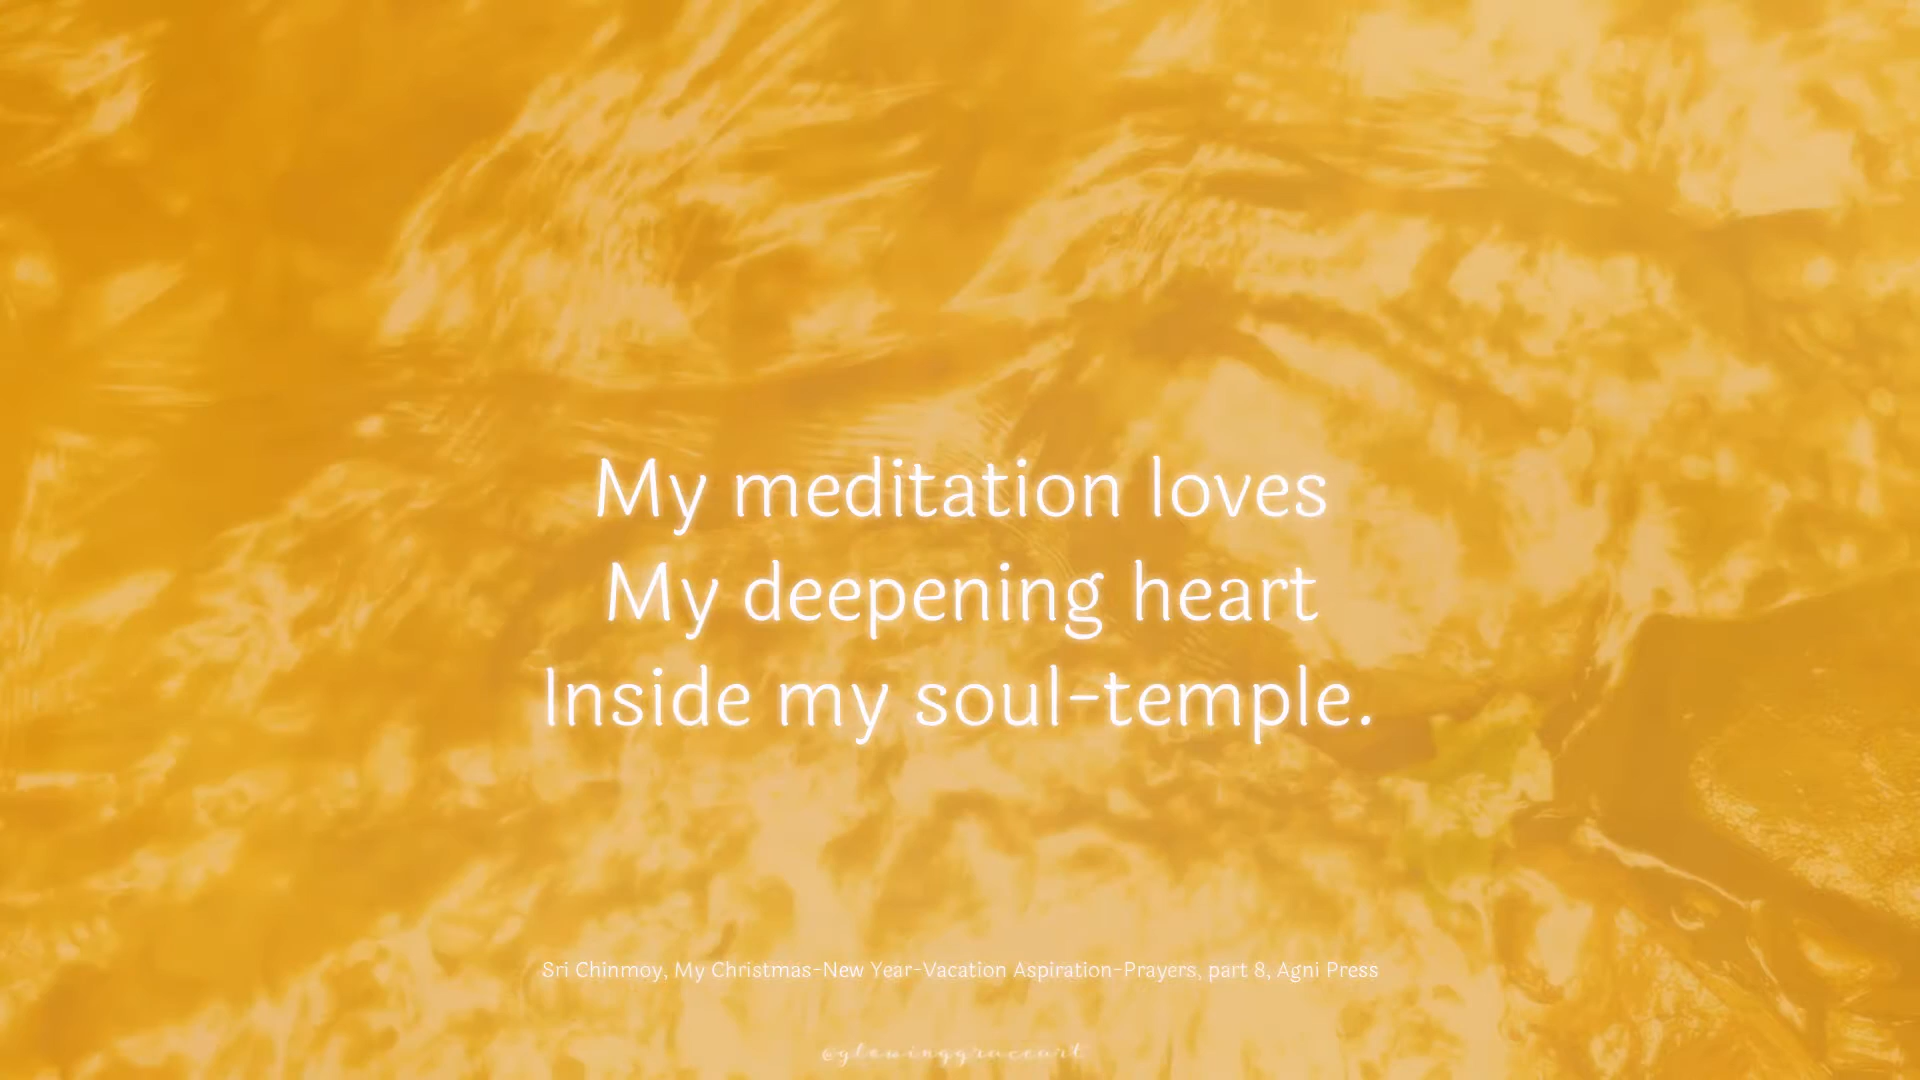 My meditation loves
My deepening heart
Inside my soul-temple.
Sri Chinmoy, My Christmas-New Year-Vacation Aspiration-Prayers, part 8, Agni Press
@glowinggraceart